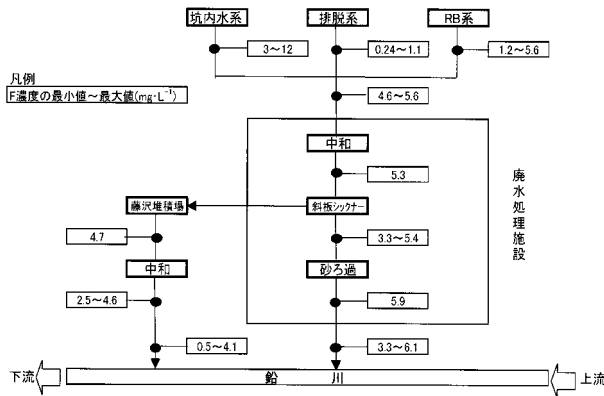 坑内水系
排脱系
RB系
3～12
0.24～1.1
1.2～5.6
凡例
F濃度の最小値～最大値(mg・L⁻¹)
4.6～5.6
中和
5.3
廃水処理施設
藤沢堆積場
斜板シックナー
4.7
3.3～5.4
中和
砂ろ過
2.5～4.6
5.9
0.5～4.1
3.3～6.1
下流
鉛川
上流